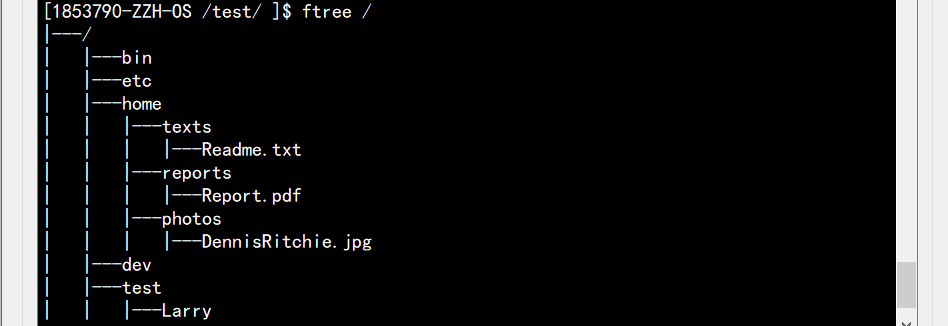 [1853790-ZZH-OS /test/ ]$ ftree /
|---/
|   |---bin
|   |---etc
|   |---home
|   |   |---texts
|   |   |   |---Readme.txt
|   |   |---reports
|   |   |   |---Report.pdf
|   |   |---photos
|   |   |   |---DennisRitchie.jpg
|   |---dev
|   |---test
|   |   |---Larry